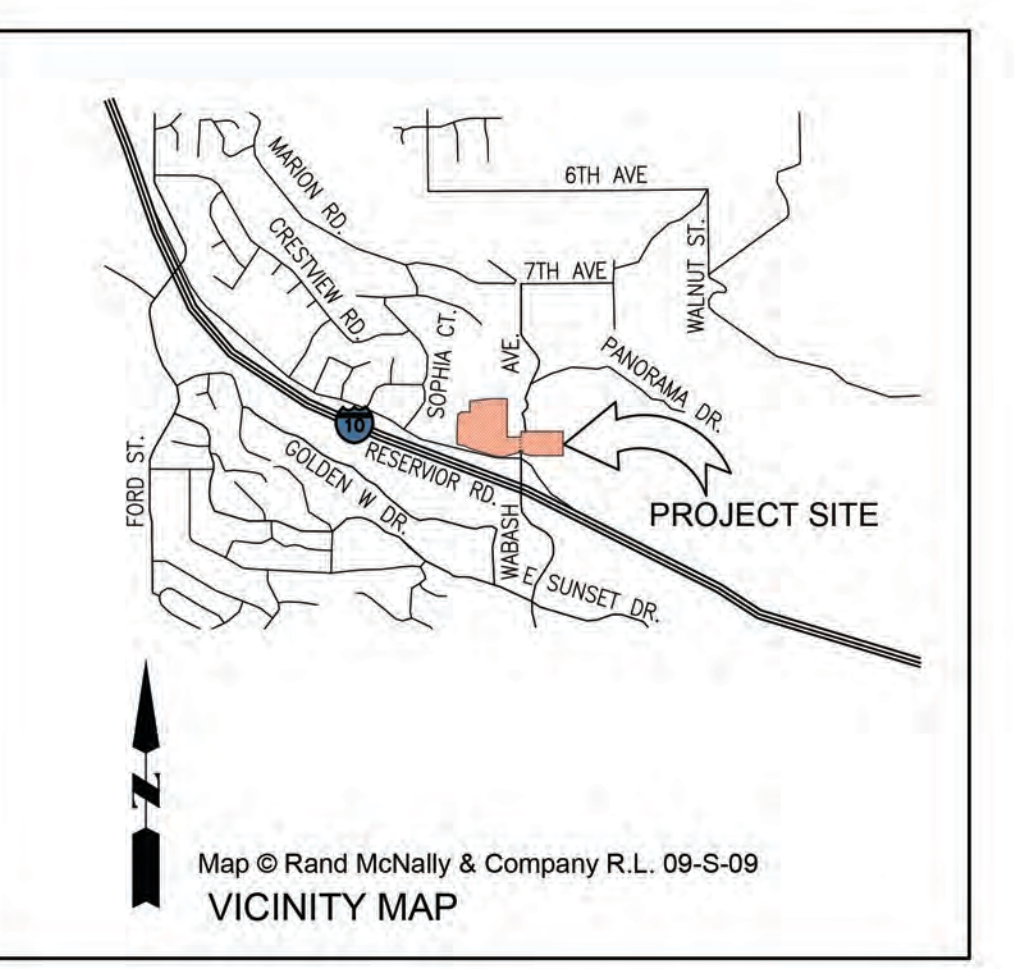 6TH AVE
MARION RD.
CRESTVIEW RD.
WALNUT ST.
7TH AVE
SOPHIA CT.
AVE.
PANORAMA DR.
10
FORD ST.
GOLDEN W DR.
RESERVIOR RD.
PROJECT SITE
WABASH
E SUNSET DR.
N
Map © Rand McNally & Company R.L. 09-S-09
VICINITY MAP